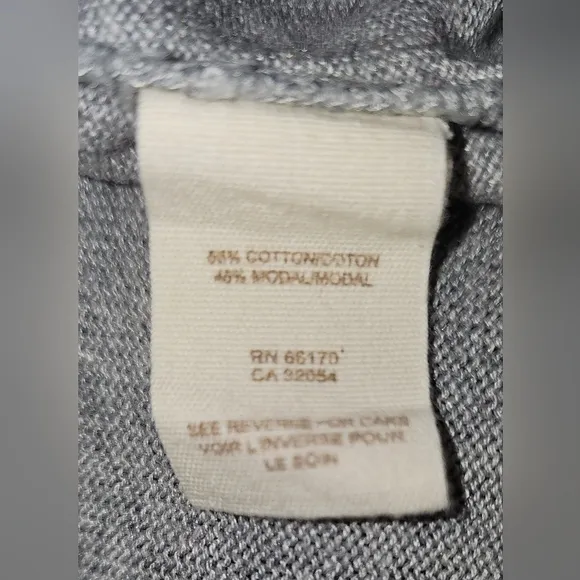 55% COTTON/COTON
45% MODAL/MODAL
RN 66170
CA 32054
SEE REVERSE FOR CARE
VOIR L'INVERSE POUR
LE SOIN